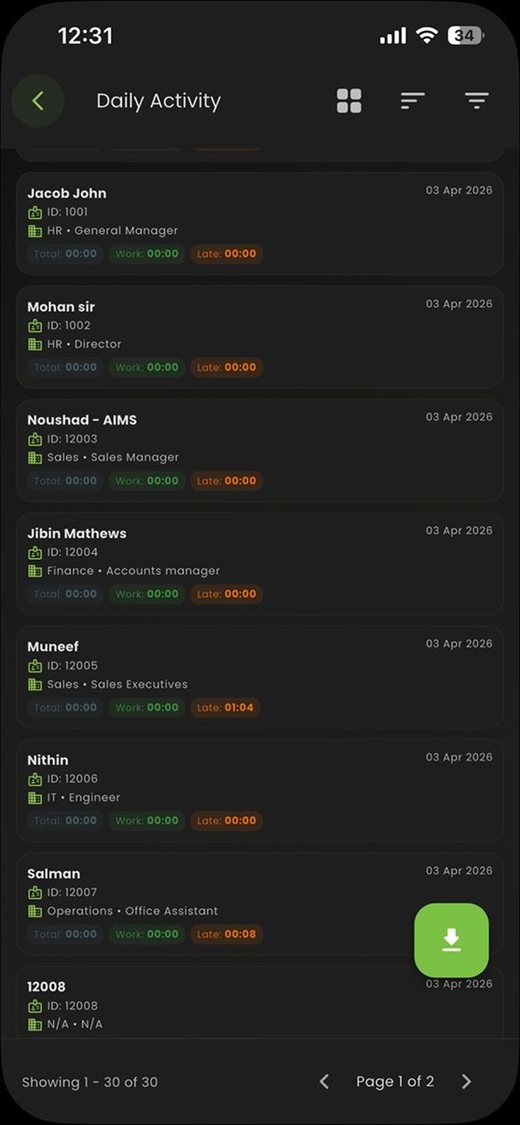 12:31
34
Daily Activity
Jacob John
03 Apr 2026
ID: 1001
HR • General Manager
Total: 00:00 Work: 00:00 Late: 00:00
Mohan sir
03 Apr 2026
ID: 1002
HR • Director
Total: 00:00 Work: 00:00 Late: 00:00
Noushad - AIMS
03 Apr 2026
ID: 12003
Sales • Sales Manager
Total: 00:00 Work: 00:00 Late: 00:00
Jibin Mathews
03 Apr 2026
ID: 12004
Finance • Accounts manager
Total: 00:00 Work: 00:00 Late: 00:00
Muneef
03 Apr 2026
ID: 12005
Sales • Sales Executives
Total: 00:00 Work: 00:00 Late: 01:04
Nithin
03 Apr 2026
ID: 12006
IT • Engineer
Total: 00:00 Work: 00:00 Late: 00:00
Salman
03 Apr 2026
ID: 12007
Operations • Office Assistant
Total: 00:00 Work: 00:00 Late: 00:08
12008
03 Apr 2026
ID: 12008
N/A • N/A
Showing 1 - 30 of 30
Page 1 of 2